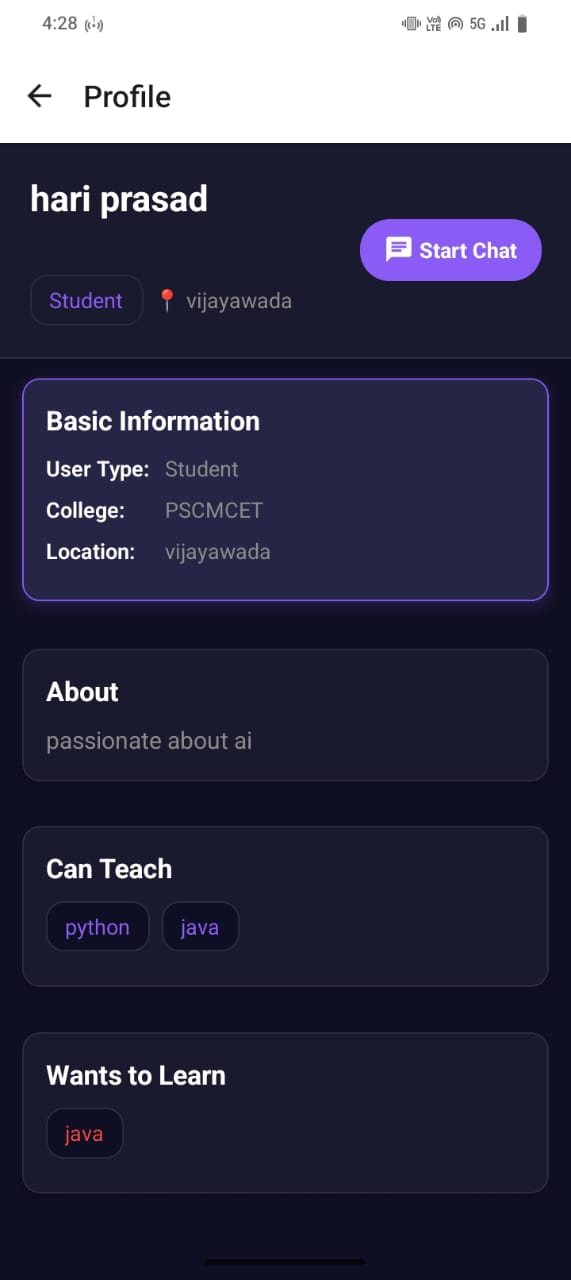 4:28
Vo) LTE 5G
Profile
hari prasad
Start Chat
Student vijayawada
Basic Information
User Type: Student
College: PSCMCET
Location: vijayawada
About
passionate about ai
Can Teach
python java
Wants to Learn
java